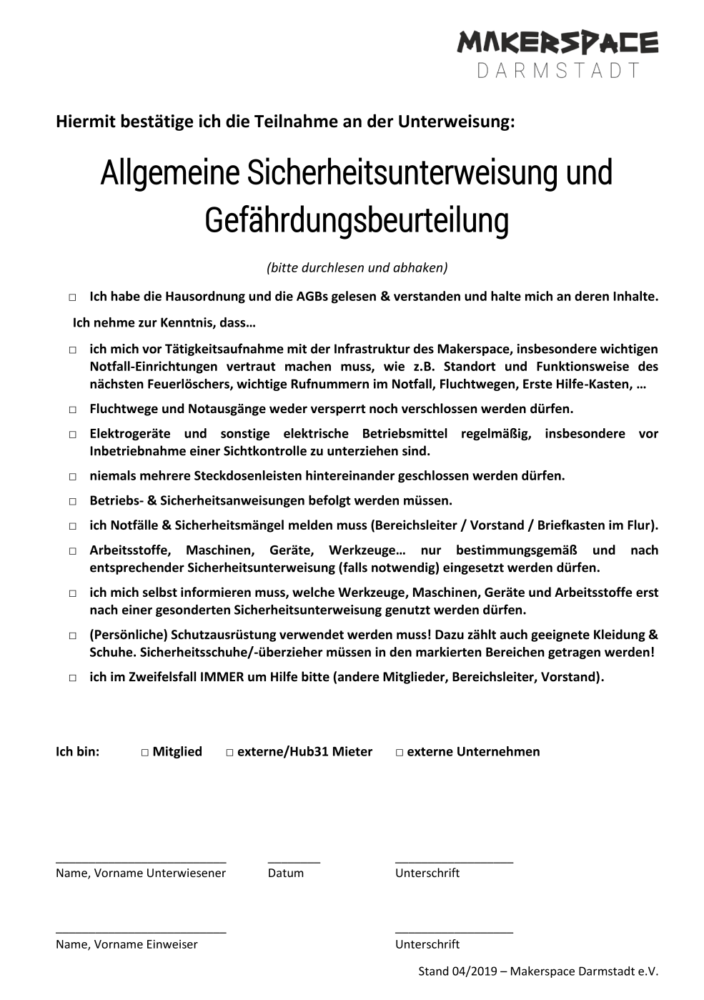 MAKERSPACE
DARMSTADT
Hiermit bestätige ich die Teilnahme an der Unterweisung:
Allgemeine Sicherheitsunterweisung und
Gefährdungsbeurteilung
(bitte durchlesen und abhaken)
□ Ich habe die Hausordnung und die AGBs gelesen & verstanden und halte mich an deren Inhalte.
Ich nehme zur Kenntnis, dass…
□ ich mich vor Tätigkeitsaufnahme mit der Infrastruktur des Makerspace, insbesondere wichtigen
Notfall-Einrichtungen vertraut machen muss, wie z.B. Standort und Funktionsweise des
nächsten Feuerlöschers, wichtige Rufnummern im Notfall, Fluchtwegen, Erste Hilfe-Kasten, …
□ Fluchtwege und Notausgänge weder versperrt noch verschlossen werden dürfen.
□ Elektrogeräte und sonstige elektrische Betriebsmittel regelmäßig, insbesondere vor
Inbetriebnahme einer Sichtkontrolle zu unterziehen sind.
□ niemals mehrere Steckdosenleisten hintereinander geschlossen werden dürfen.
□ Betriebs- & Sicherheitsanweisungen befolgt werden müssen.
□ ich Notfälle & Sicherheitsmängel melden muss (Bereichsleiter / Vorstand / Briefkasten im Flur).
□ Arbeitsstoffe, Maschinen, Geräte, Werkzeuge… nur bestimmungsgemäß und nach
entsprechender Sicherheitsunterweisung (falls notwendig) eingesetzt werden dürfen.
□ ich mich selbst informieren muss, welche Werkzeuge, Maschinen, Geräte und Arbeitsstoffe erst
nach einer gesonderten Sicherheitsunterweisung genutzt werden dürfen.
□ (Persönliche) Schutzausrüstung verwendet werden muss! Dazu zählt auch geeignete Kleidung &
Schuhe. Sicherheitsschuhe/-überzieher müssen in den markierten Bereichen getragen werden!
□ ich im Zweifelsfall IMMER um Hilfe bitte (andere Mitglieder, Bereichsleiter, Vorstand).
Ich bin: □ Mitglied □ externe/Hub31 Mieter □ externe Unternehmen
Name, Vorname Unterwiesener Datum Unterschrift
Name, Vorname Einweiser Unterschrift
Stand 04/2019 – Makerspace Darmstadt e.V.